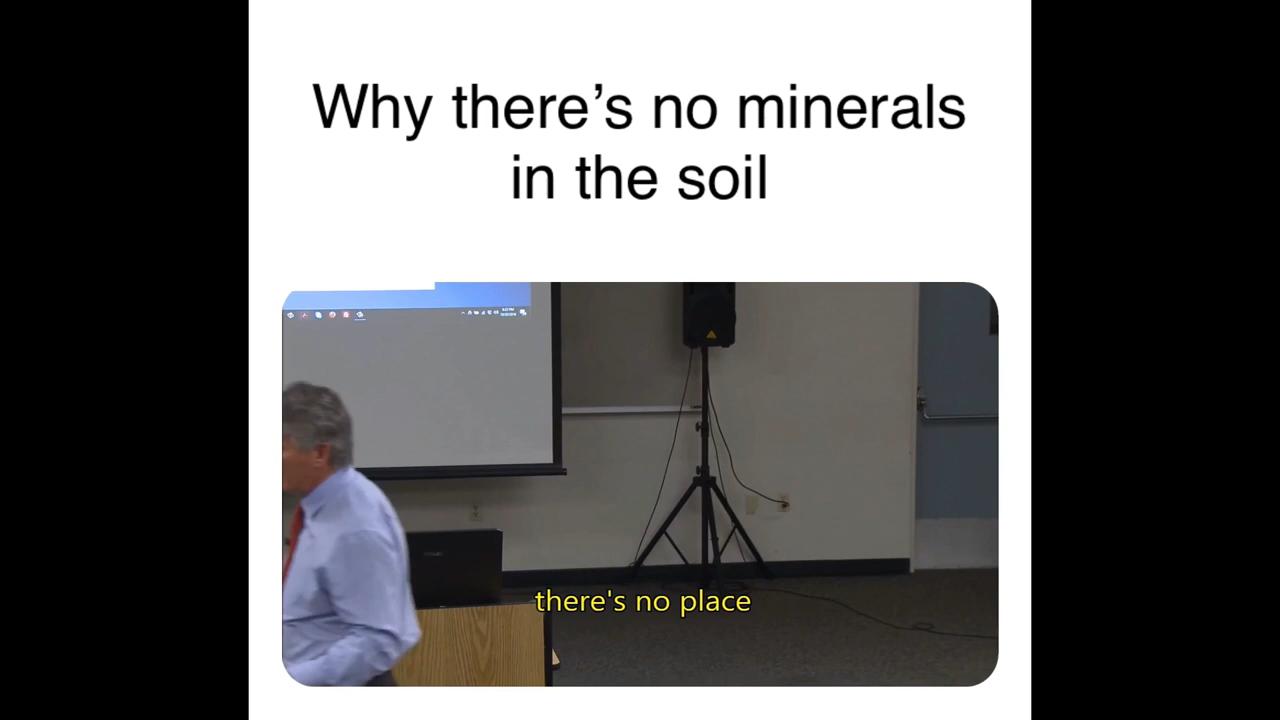 Why there’s no minerals
in the soil
there's no place